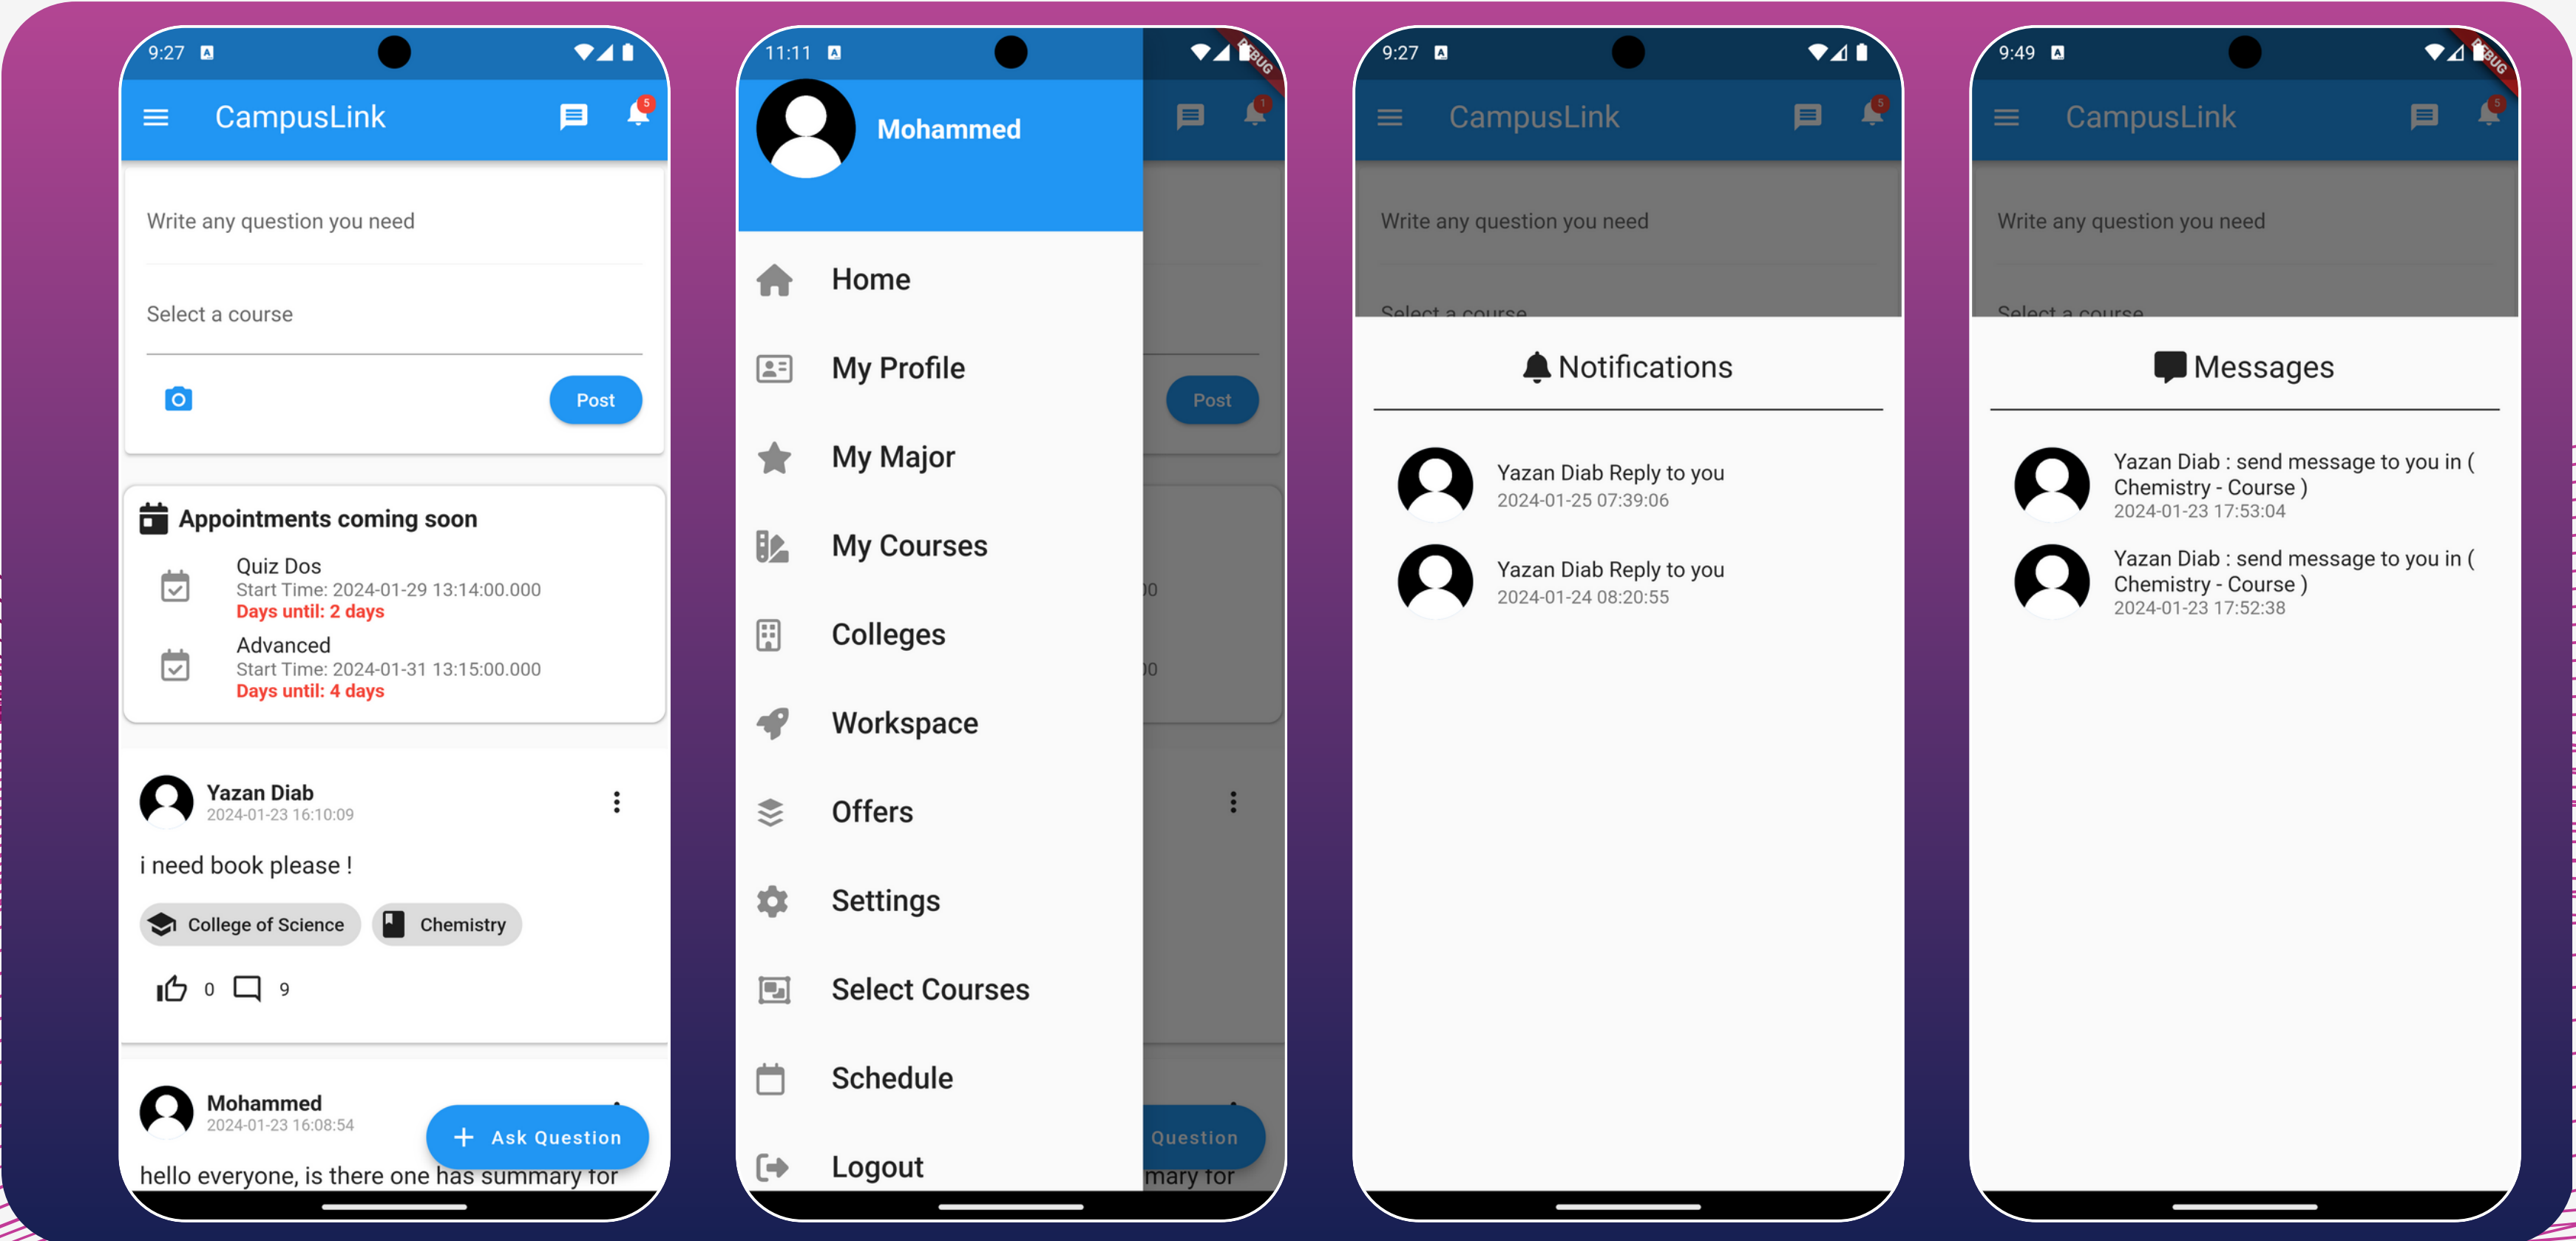 9:27
CampusLink
5
Write any question you need
Select a course
Post
Appointments coming soon
Quiz Dos
Start Time: 2024-01-29 13:14:00.000
Days until: 2 days
Advanced
Start Time: 2024-01-31 13:15:00.000
Days until: 4 days
Yazan Diab
2024-01-23 16:10:09
i need book please !
College of Science Chemistry
0 9
Mohammed
2024-01-23 16:08:54
+ Ask Question
hello everyone, is there one has summary for
11:11
DEBUG
Mohammed
1
Home
My Profile
My Major
Post
My Courses
00
Colleges
00
Workspace
Offers
Settings
Select Courses
Schedule
Question
Logout
mary for
9:27
CampusLink
5
Write any question you need
Select a course
Notifications
Yazan Diab Reply to you
2024-01-25 07:39:06
Yazan Diab Reply to you
2024-01-24 08:20:55
9:49
DEBUG
CampusLink
5
Write any question you need
Select a course
Messages
Yazan Diab : send message to you in (
Chemistry - Course )
2024-01-23 17:53:04
Yazan Diab : send message to you in (
Chemistry - Course )
2024-01-23 17:52:38